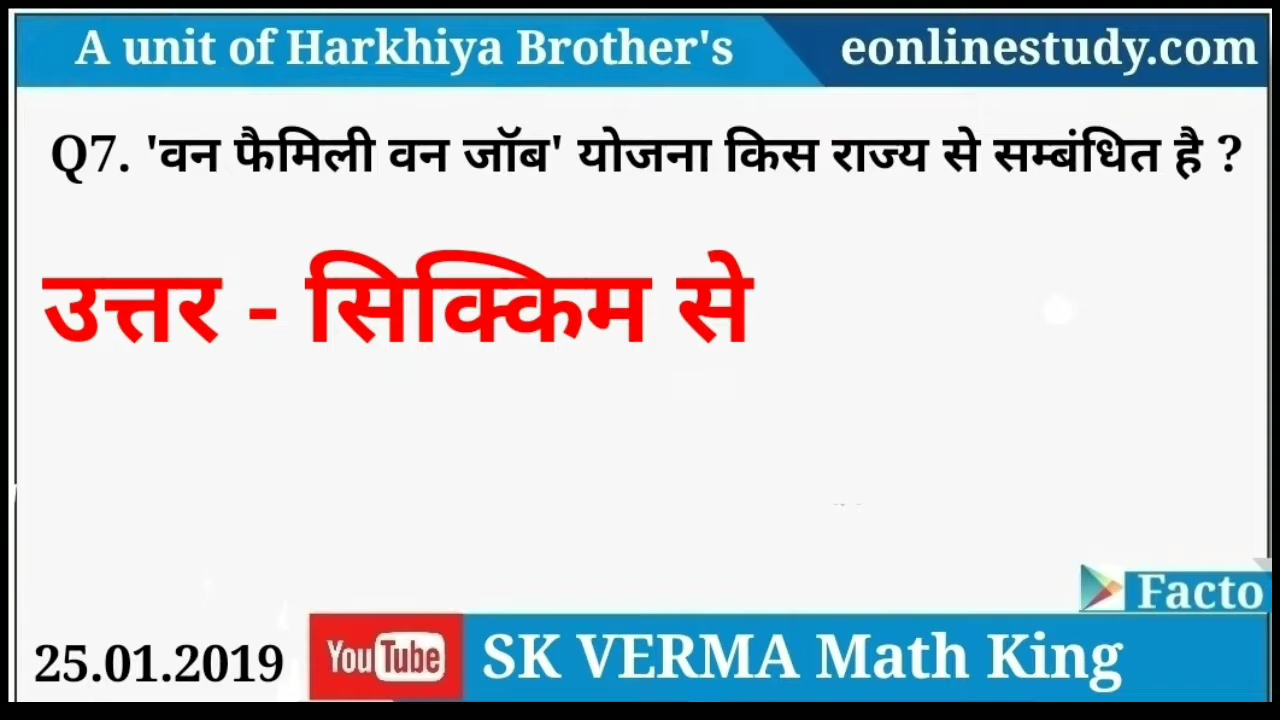 A unit of Harkhiya Brother's
eonlinestudy.com
Q7. 'वन फैमिली वन जॉब' योजना किस राज्य से सम्बंधित है ?
उत्तर - सिक्किम से
Facto
25.01.2019
YouTube
SK VERMA Math King